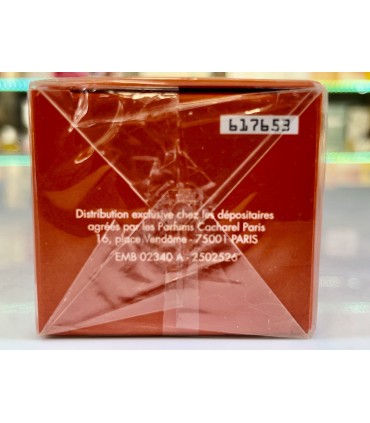 617653
Distribution exclusive chez les dépositaires
agréés par les Parfums Cacharel Paris
16, place Vendôme - 75001 PARIS
EMB 02340 A - 2502526